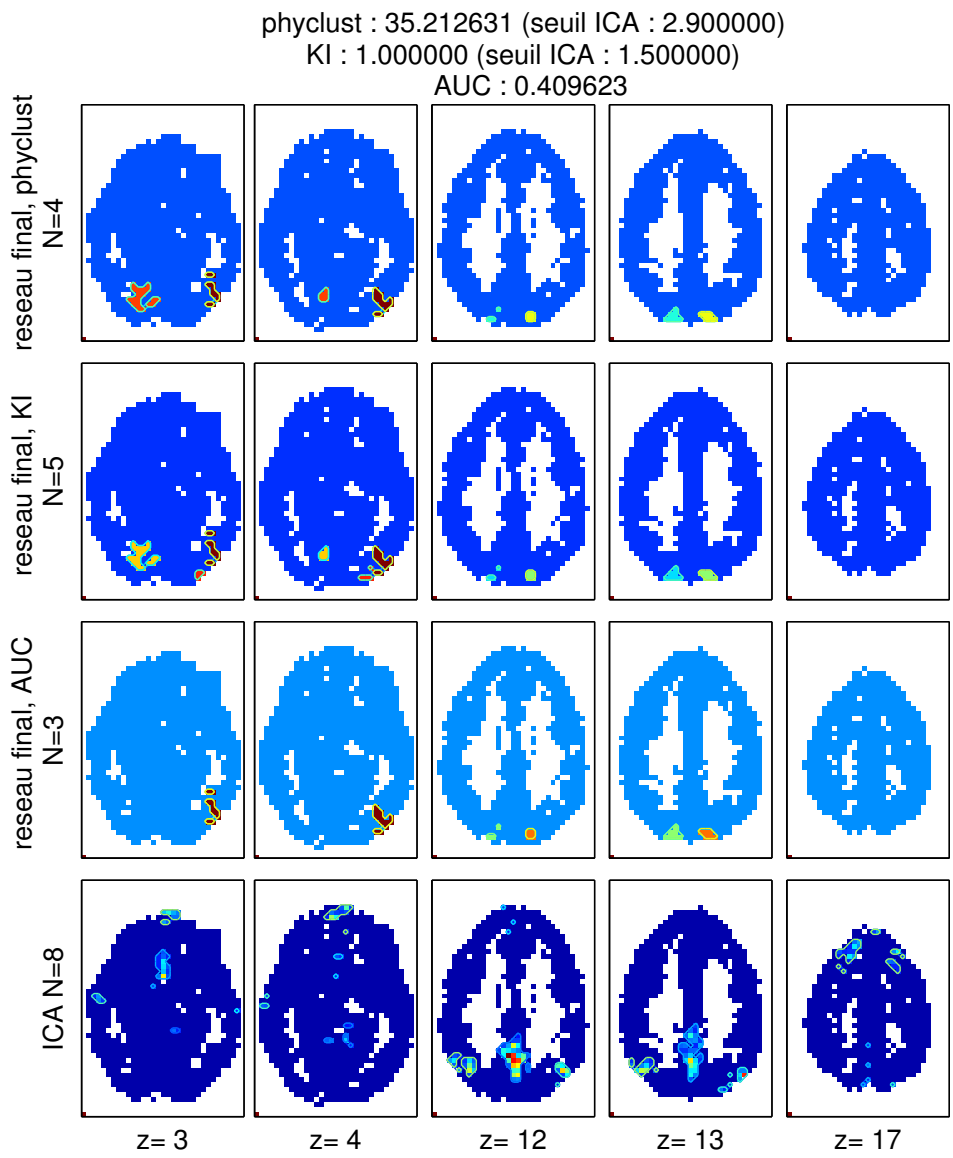 phyclust : 35.212631 (seuil ICA : 2.900000)
KI : 1.000000 (seuil ICA : 1.500000)
AUC : 0.409623
reseau final, phyclust
N=4
reseau final, KI
N=5
reseau final, AUC
N=3
ICA N=8
z= 3
z= 4
z= 12
z= 13
z= 17